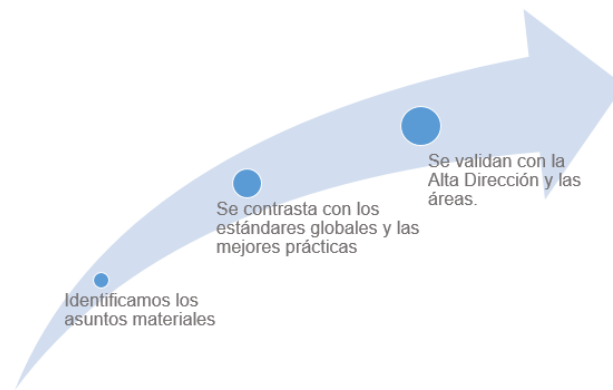 Se validan con la
Alta Dirección y las
áreas.
Se contrasta con los
estándares globales y las
mejores prácticas
Identificamos los
asuntos materiales